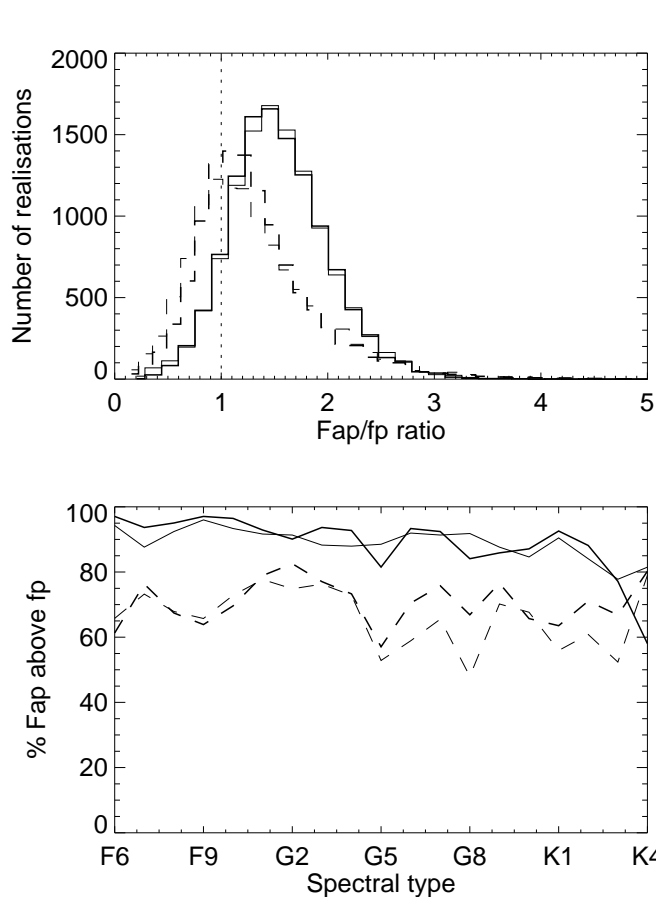 2000
1500
1000
500
0
0 1 2 3 4 5
Number of realisations
Fap/fp ratio
100
80
60
40
20
0
F6 F9 G2 G5 G8 K1 K4
% Fap above fp
Spectral type